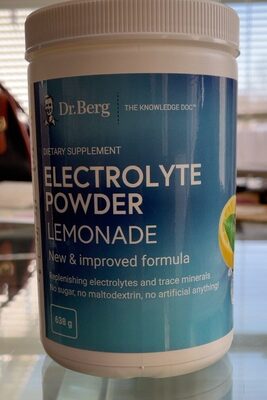 Dr.Berg THE KNOWLEDGE DOC™
DIETARY SUPPLEMENT
ELECTROLYTE
POWDER
LEMONADE
New & improved formula
Replenishing electrolytes and trace minerals
No sugar, no maltodextrin, no artificial anything!
638 g